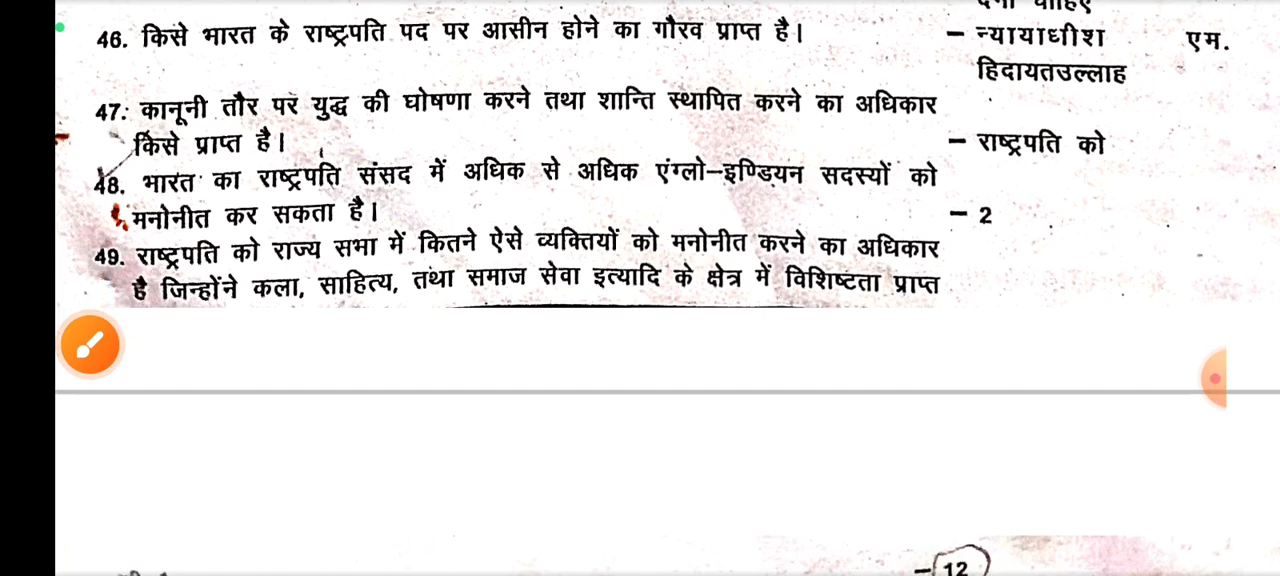 46. किसे भारत के राष्ट्रपति पद पर आसीन होने का गौरव प्राप्त है। – न्यायाधीश एम.
हिदायतउल्लाह
47. कानूनी तौर पर युद्ध की घोषणा करने तथा शान्ति स्थापित करने का अधिकार
किसे प्राप्त है। – राष्ट्रपति को
48. भारत का राष्ट्रपति संसद में अधिक से अधिक एंग्लो–इण्डियन सदस्यों को
मनोनीत कर सकता है। – 2
49. राष्ट्रपति को राज्य सभा में कितने ऐसे व्यक्तियों को मनोनीत करने का अधिकार
है जिन्होंने कला, साहित्य, तथा समाज सेवा इत्यादि के क्षेत्र में विशिष्टता प्राप्त
– 12